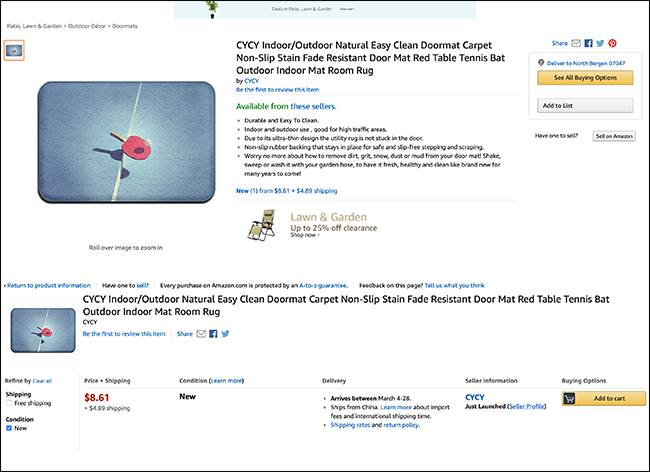 Deals in Patio, Lawn & Garden Shop now
Patio, Lawn & Garden › Outdoor Décor › Doormats
CYCY Indoor/Outdoor Natural Easy Clean Doormat Carpet
Non-Slip Stain Fade Resistant Door Mat Red Table Tennis Bat
Outdoor Indoor Mat Room Rug
by CYCY
Be the first to review this item
Available from these sellers.
• Durable and Easy To Clean.
• Indoor and outdoor use , good for high traffic areas.
• Due to its ultra-thin design the utility rug is not stuck in the door.
• Non-slip rubber backing that stays in place for safe and slip-free stepping and scraping.
• Worry no more about how to remove dirt, grit, snow, dust or mud from your door mat! Shake,
sweep or wash it with your garden hose, to have it fresh, healthy and clean like brand new for
many years to come!
New (1) from $8.61 + $4.89 shipping
Lawn & Garden
Up to 25% off clearance
Shop now ›
Roll over image to zoom in
Share
Deliver to North Bergen 07047
See All Buying Options
Add to List
Have one to sell? Sell on Amazon
‹ Return to product information Have one to sell? Every purchase on Amazon.com is protected by an A-to-z guarantee. Feedback on this page? Tell us what you think
CYCY Indoor/Outdoor Natural Easy Clean Doormat Carpet Non-Slip Stain Fade Resistant Door Mat Red Table Tennis Bat
Outdoor Indoor Mat Room Rug
CYCY
Be the first to review this item Share
Refine by Clear all
Shipping
Free shipping
Condition
New
Price + Shipping
$8.61
+ $4.89 shipping
Condition (Learn more)
New
Delivery
• Arrives between March 4-28.
• Ships from China. Learn more about import
fees and international shipping time.
• Shipping rates and return policy.
Seller Information
CYCY
Just Launched (Seller Profile)
Buying Options
Add to cart